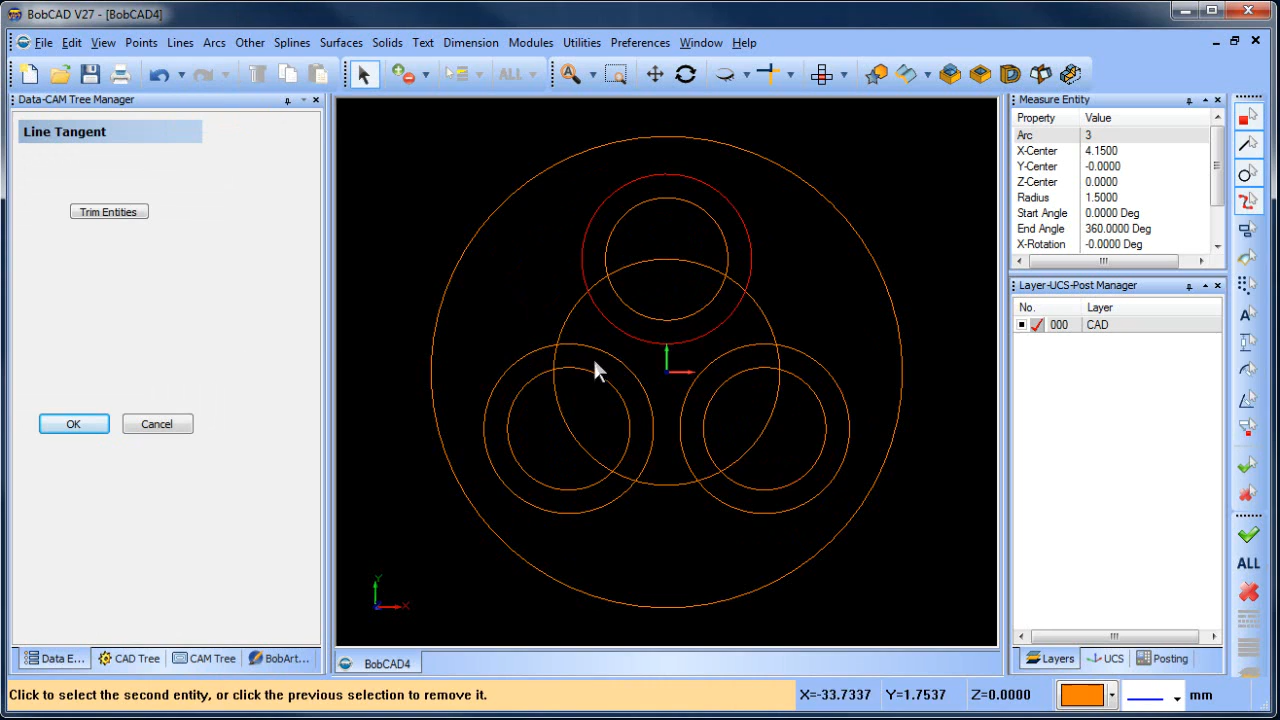 BobCAD V27 - [BobCAD4]
File Edit View Points Lines Arcs Other Splines Surfaces Solids Text Dimension Modules Utilities Preferences Window Help
ALL
Data-CAM Tree Manager
Line Tangent
Trim Entities
OK Cancel
Y
X
Data E... CAD Tree CAM Tree BobArt...
BobCAD4
Measure Entity
Property Value
Arc 3
X-Center 4.1500
Y-Center -0.0000
Z-Center 0.0000
Radius 1.5000
Start Angle 0.0000 Deg
End Angle 360.0000 Deg
X-Rotation -0.0000 Deg
Layer-UCS-Post Manager
No. Layer
000 CAD
Layers UCS Posting
A
ALL
Click to select the second entity, or click the previous selection to remove it.
X=-33.7337 Y=1.7537 Z=0.0000 mm